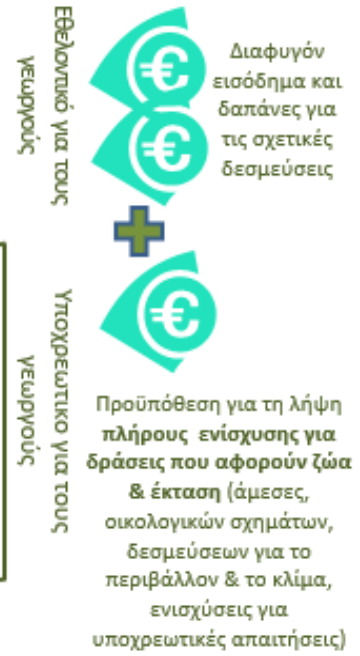 Εθελοντικό για τους
γεωργούς
Διαφυγόν
εισόδημα και
δαπάνες για
τις σχετικές
δεσμεύσεις
Υποχρεωτικο για τους
γεωργούς
Προϋπόθεση για τη λήψη
πλήρους ενίσχυσης για
δράσεις που αφορούν ζώα
& έκταση (άμεσες,
οικολογικών σχημάτων,
δεσμεύσεων για το
περιβάλλον & το κλίμα,
ενισχύσεις για
υποχρεωτικές απαιτήσεις)